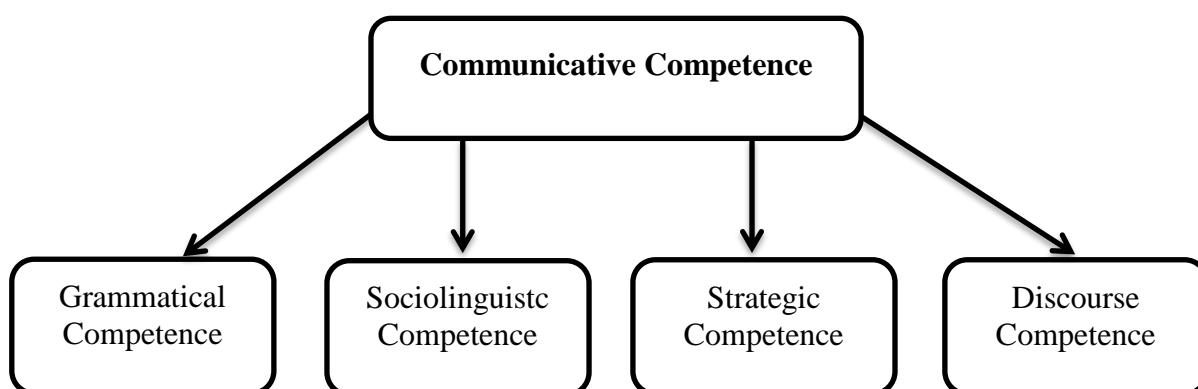 Communicative Competence
Grammatical
Competence
Sociolinguistc
Competence
Strategic
Competence
Discourse
Competence